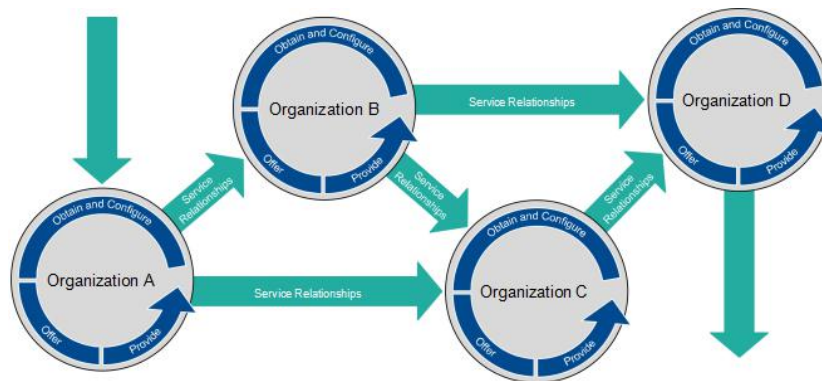 Obtain and Configure
Organization B
Offer
Provide
Service Relationships
Obtain and Configure
Organization D
Offer
Provide
Service
Relationships
Service
Relationships
Service
Relationships
Obtain and Configure
Organization A
Offer
Provide
Service Relationships
Obtain and Configure
Organization C
Offer
Provide